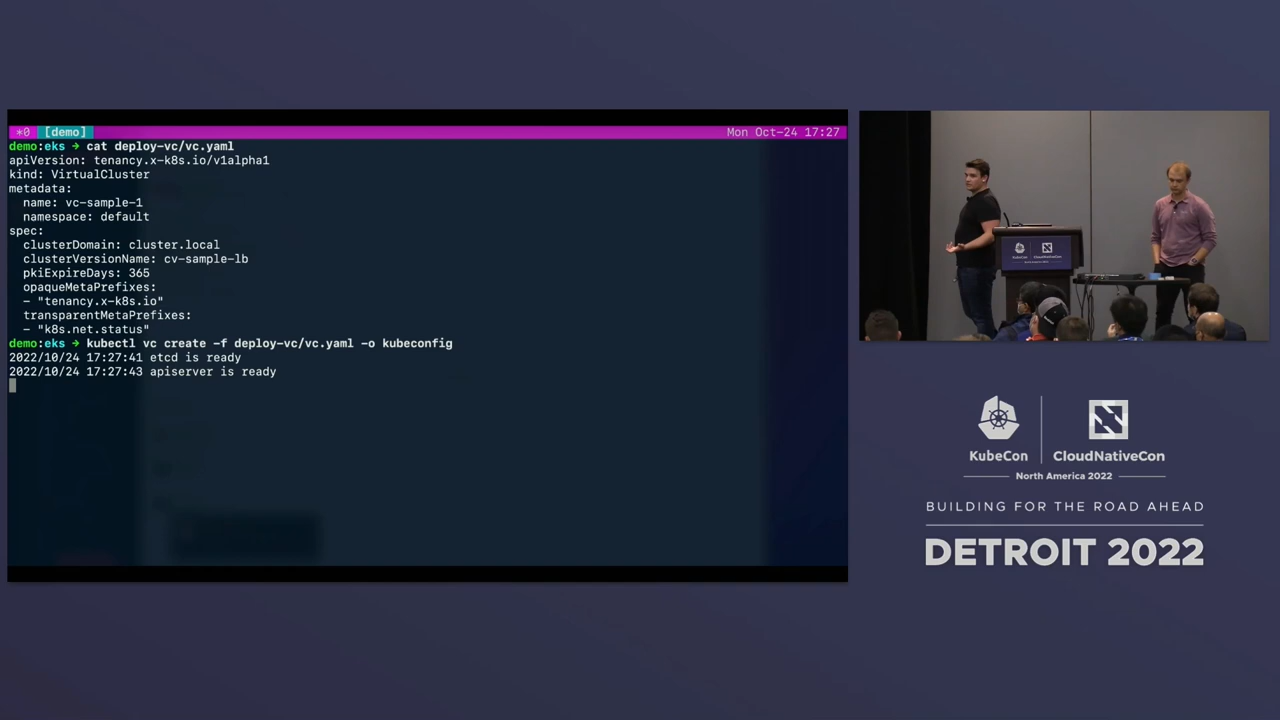 *0 [demo] Mon Oct-24 17:27
demo:eks → cat deploy-vc/vc.yaml
apiVersion: tenancy.x-k8s.io/v1alpha1
kind: VirtualCluster
metadata:
  name: vc-sample-1
  namespace: default
spec:
  clusterDomain: cluster.local
  clusterVersionName: cv-sample-lb
  pkiExpireDays: 365
  opaqueMetaPrefixes:
  - "tenancy.x-k8s.io"
  transparentMetaPrefixes:
  - "k8s.net.status"
demo:eks → kubectl vc create -f deploy-vc/vc.yaml -o kubeconfig
2022/10/24 17:27:41 etcd is ready
2022/10/24 17:27:43 apiserver is ready
KubeCon CloudNativeCon
North America 2022
BUILDING FOR THE ROAD AHEAD
DETROIT 2022